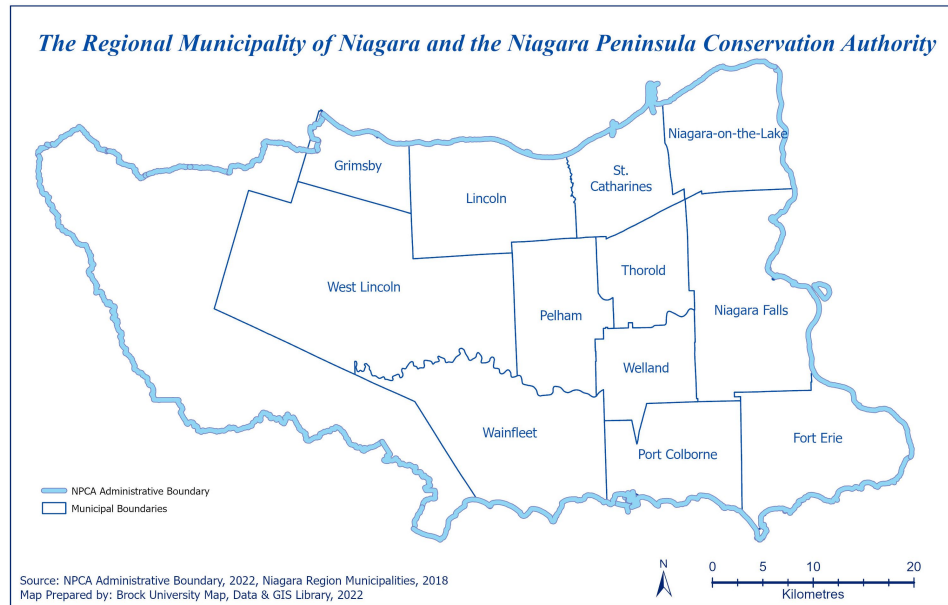 The Regional Municipality of Niagara and the Niagara Peninsula Conservation Authority
Niagara-on-the-Lake
Grimsby
St.
Catharines
Lincoln
Thorold
West Lincoln
Pelham
Niagara Falls
Welland
Wainfleet
Fort Erie
Port Colborne
NPCA Administrative Boundary
Municipal Boundaries
Source: NPCA Administrative Boundary, 2022, Niagara Region Municipalities, 2018
Map Prepared by: Brock University Map, Data & GIS Library, 2022
N
0 5 10 20
Kilometres